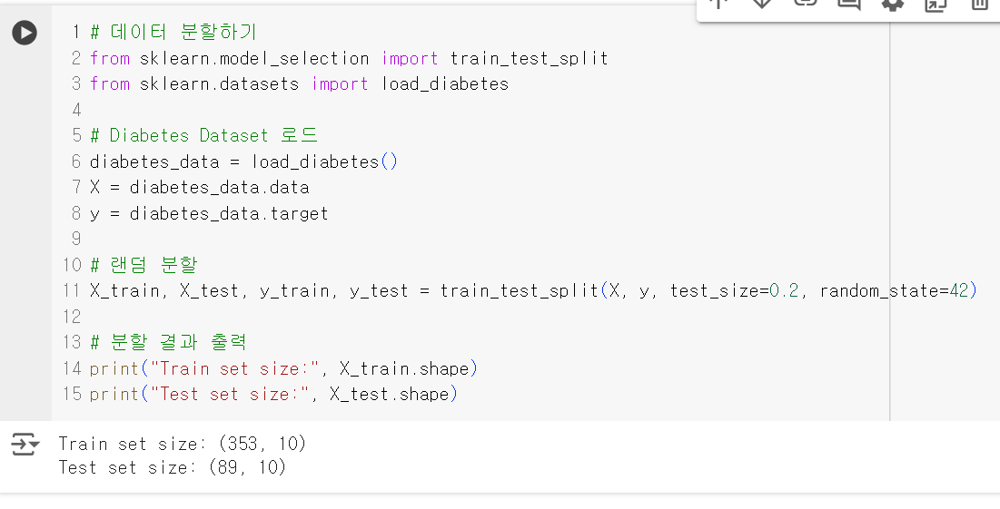 1 # 데이터 분할하기
2 from sklearn.model_selection import train_test_split
3 from sklearn.datasets import load_diabetes
4
5 # Diabetes Dataset 로드
6 diabetes_data = load_diabetes()
7 X = diabetes_data.data
8 y = diabetes_data.target
9
10 # 랜덤 분할
11 X_train, X_test, y_train, y_test = train_test_split(X, y, test_size=0.2, random_state=42)
12
13 # 분할 결과 출력
14 print("Train set size:", X_train.shape)
15 print("Test set size:", X_test.shape)
Train set size: (353, 10)
Test set size: (89, 10)